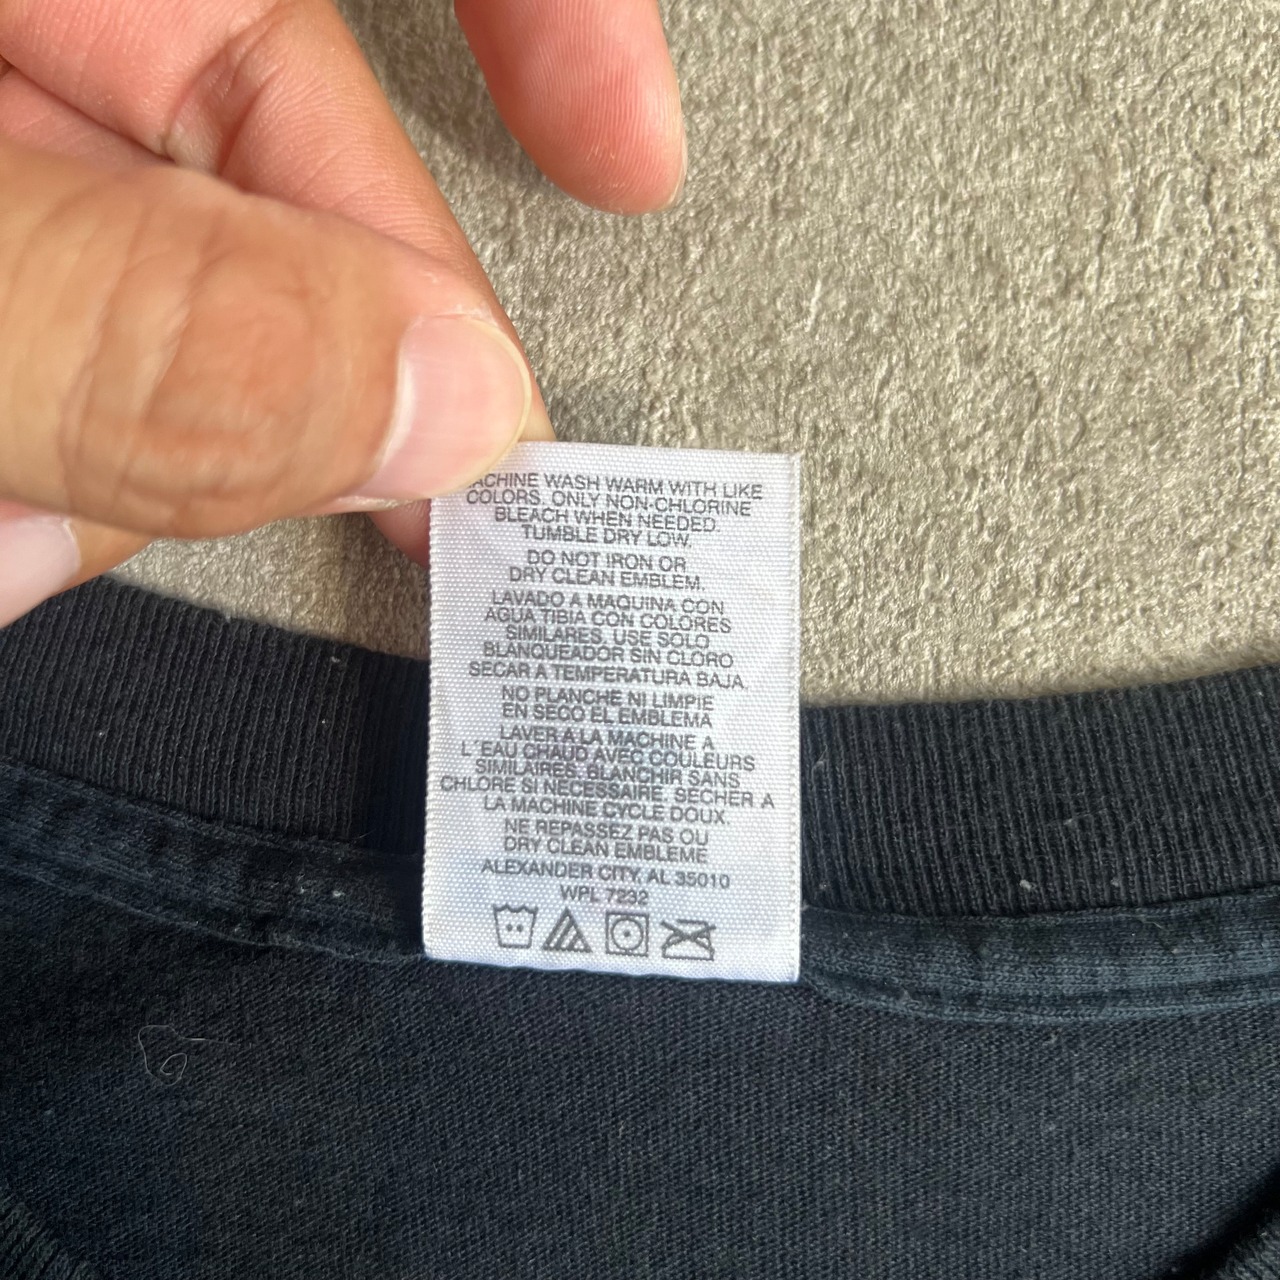 ACHINE WASH WARM WITH LIKE
COLORS. ONLY NON-CHLORINE
BLEACH WHEN NEEDED.
TUMBLE DRY LOW.
DO NOT IRON OR
DRY CLEAN EMBLEM.
LAVADO A MAQUINA CON
AGUA TIBIA CON COLORES
SIMILARES. USE SOLO
BLANQUEADOR SIN CLORO
SECAR A TEMPERATURA BAJA.
NO PLANCHE NI LIMPIE
EN SECO EL EMBLEMA
LAVER A LA MACHINE A
L´EAU CHAUD AVEC COULEURS
SIMILAIRES. BLANCHIR SANS
CHLORE SI NECESSAIRE. SECHER A
LA MACHINE CYCLE DOUX.
NE REPASSEZ PAS OU
DRY CLEAN EMBLEME
ALEXANDER CITY, AL 35010
WPL 7232